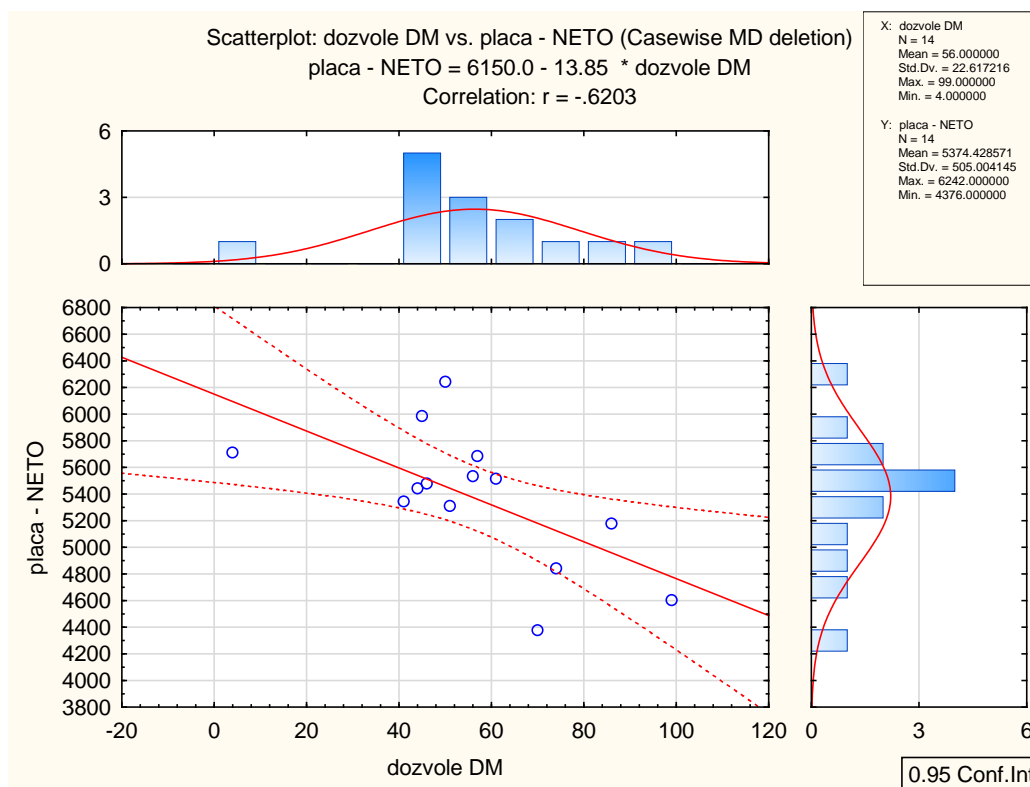 Scatterplot: dozvole DM vs. placa - NETO (Casewise MD deletion)
placa - NETO = 6150.0 - 13.85 * dozvole DM
Correlation: r = -.6203
X: dozvole DM
N = 14
Mean = 56.000000
Std.Dv. = 22.617216
Max. = 99.000000
Min. = 4.000000
Y: placa - NETO
N = 14
Mean = 5374.428571
Std.Dv. = 505.004145
Max. = 6242.000000
Min. = 4376.000000
6
3
0
6800
6600
6400
6200
6000
5800
5600
5400
5200
5000
4800
4600
4400
4200
4000
3800
placa - NETO
-20 0 20 40 60 80 100 120
dozvole DM
0 3 6
0.95 Conf.Int